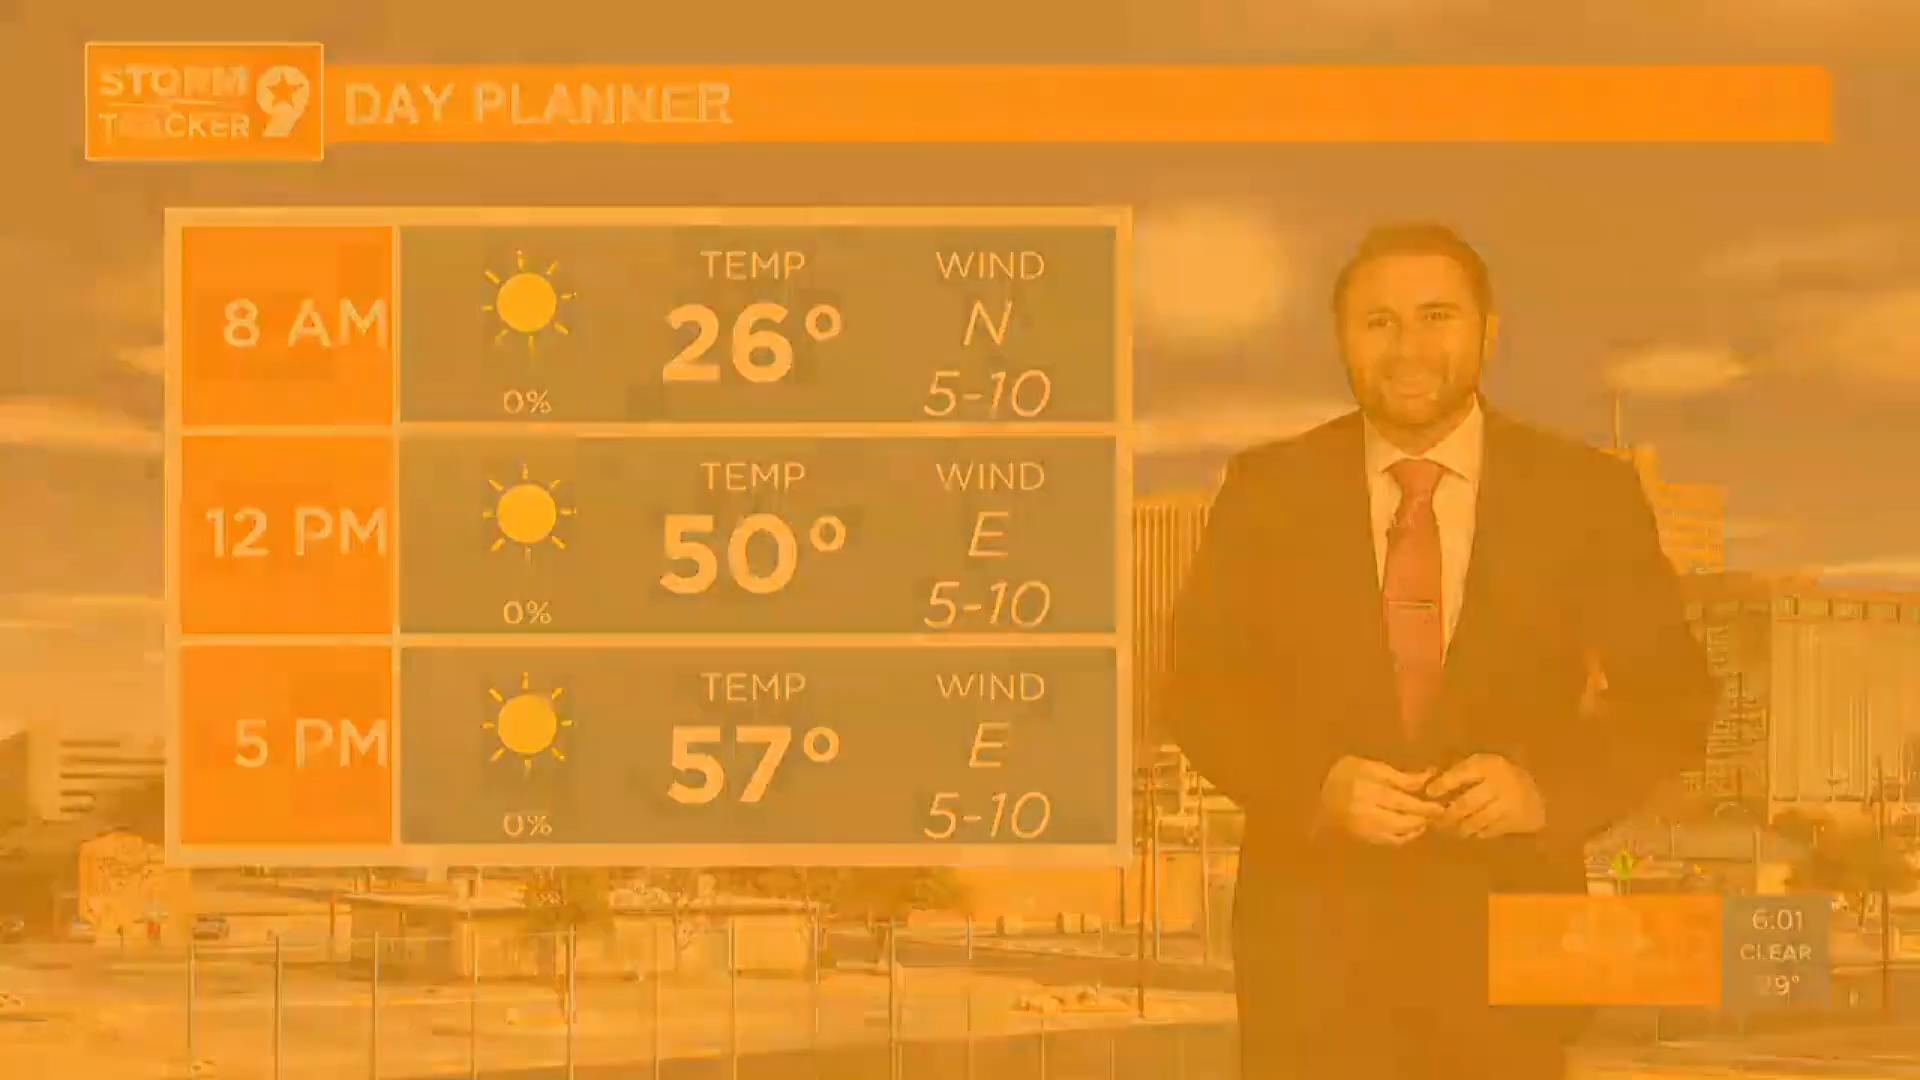 STORM
TRACKER 9
DAY PLANNER
8 AM
0%
TEMP
26°
WIND
N
5-10
12 PM
0%
TEMP
50°
WIND
E
5-10
5 PM
0%
TEMP
57°
WIND
E
5-10
6:01
CLEAR
29°